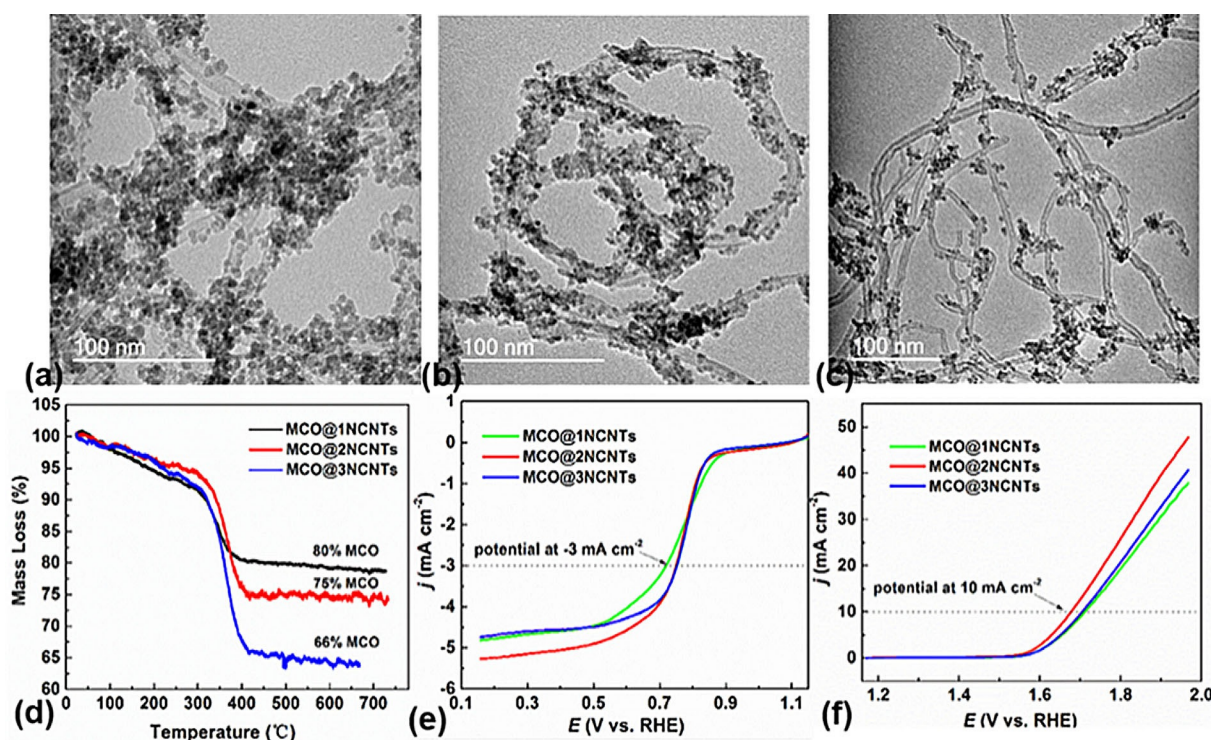 100 nm
(a)
100 nm
(b)
100 nm
(c)
105
100
95
90
85
80
75
70
65
60
Mass Loss (%)
MCO@1NCNTs
MCO@2NCNTs
MCO@3NCNTs
80% MCO
75% MCO
66% MCO
0 100 200 300 400 500 600 700
Temperature (℃)
(d)
1
0
-1
-2
-3
-4
-5
-6
j (mA cm-2)
MCO@1NCNTs
MCO@2NCNTs
MCO@3NCNTs
potential at -3 mA cm-2
0.1 0.3 0.5 0.7 0.9 1.1
E (V vs. RHE)
(e)
50
40
30
20
10
0
j (mA cm-2)
MCO@1NCNTs
MCO@2NCNTs
MCO@3NCNTs
potential at 10 mA cm-2
1.2 1.4 1.6 1.8 2.0
E (V vs. RHE)
(f)